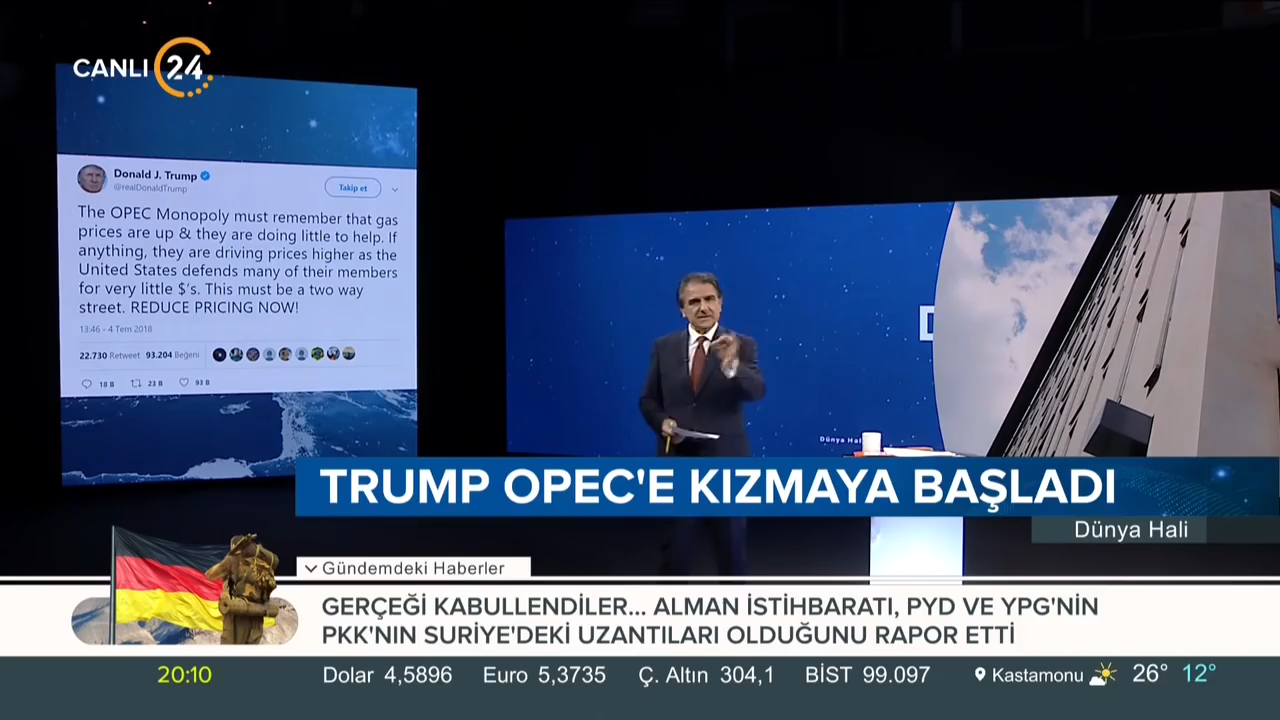 CANLI 24
Donald J. Trump
@realDonaldTrump
Takip et
The OPEC Monopoly must remember that gas
prices are up & they are doing little to help. If
anything, they are driving prices higher as the
United States defends many of their members
for very little $'s. This must be a two way
street. REDUCE PRICING NOW!
13:46 - 4 Tem 2018
22.730 Retweet 93.204 Beğeni
18 B 23 B 93 B
D
Dünya Hal
TRUMP OPEC'E KIZMAYA BAŞLADI
Dünya Hali
Gündemdeki Haberler
GERÇEĞİ KABULLENDİLER... ALMAN İSTİHBARATI, PYD VE YPG'NİN
PKK'NIN SURİYE'DEKİ UZANTILARI OLDUĞUNU RAPOR ETTİ
20:10 Dolar 4,5896 Euro 5,3735 Ç. Altın 304,1 BİST 99.097 Kastamonu 26° 12°